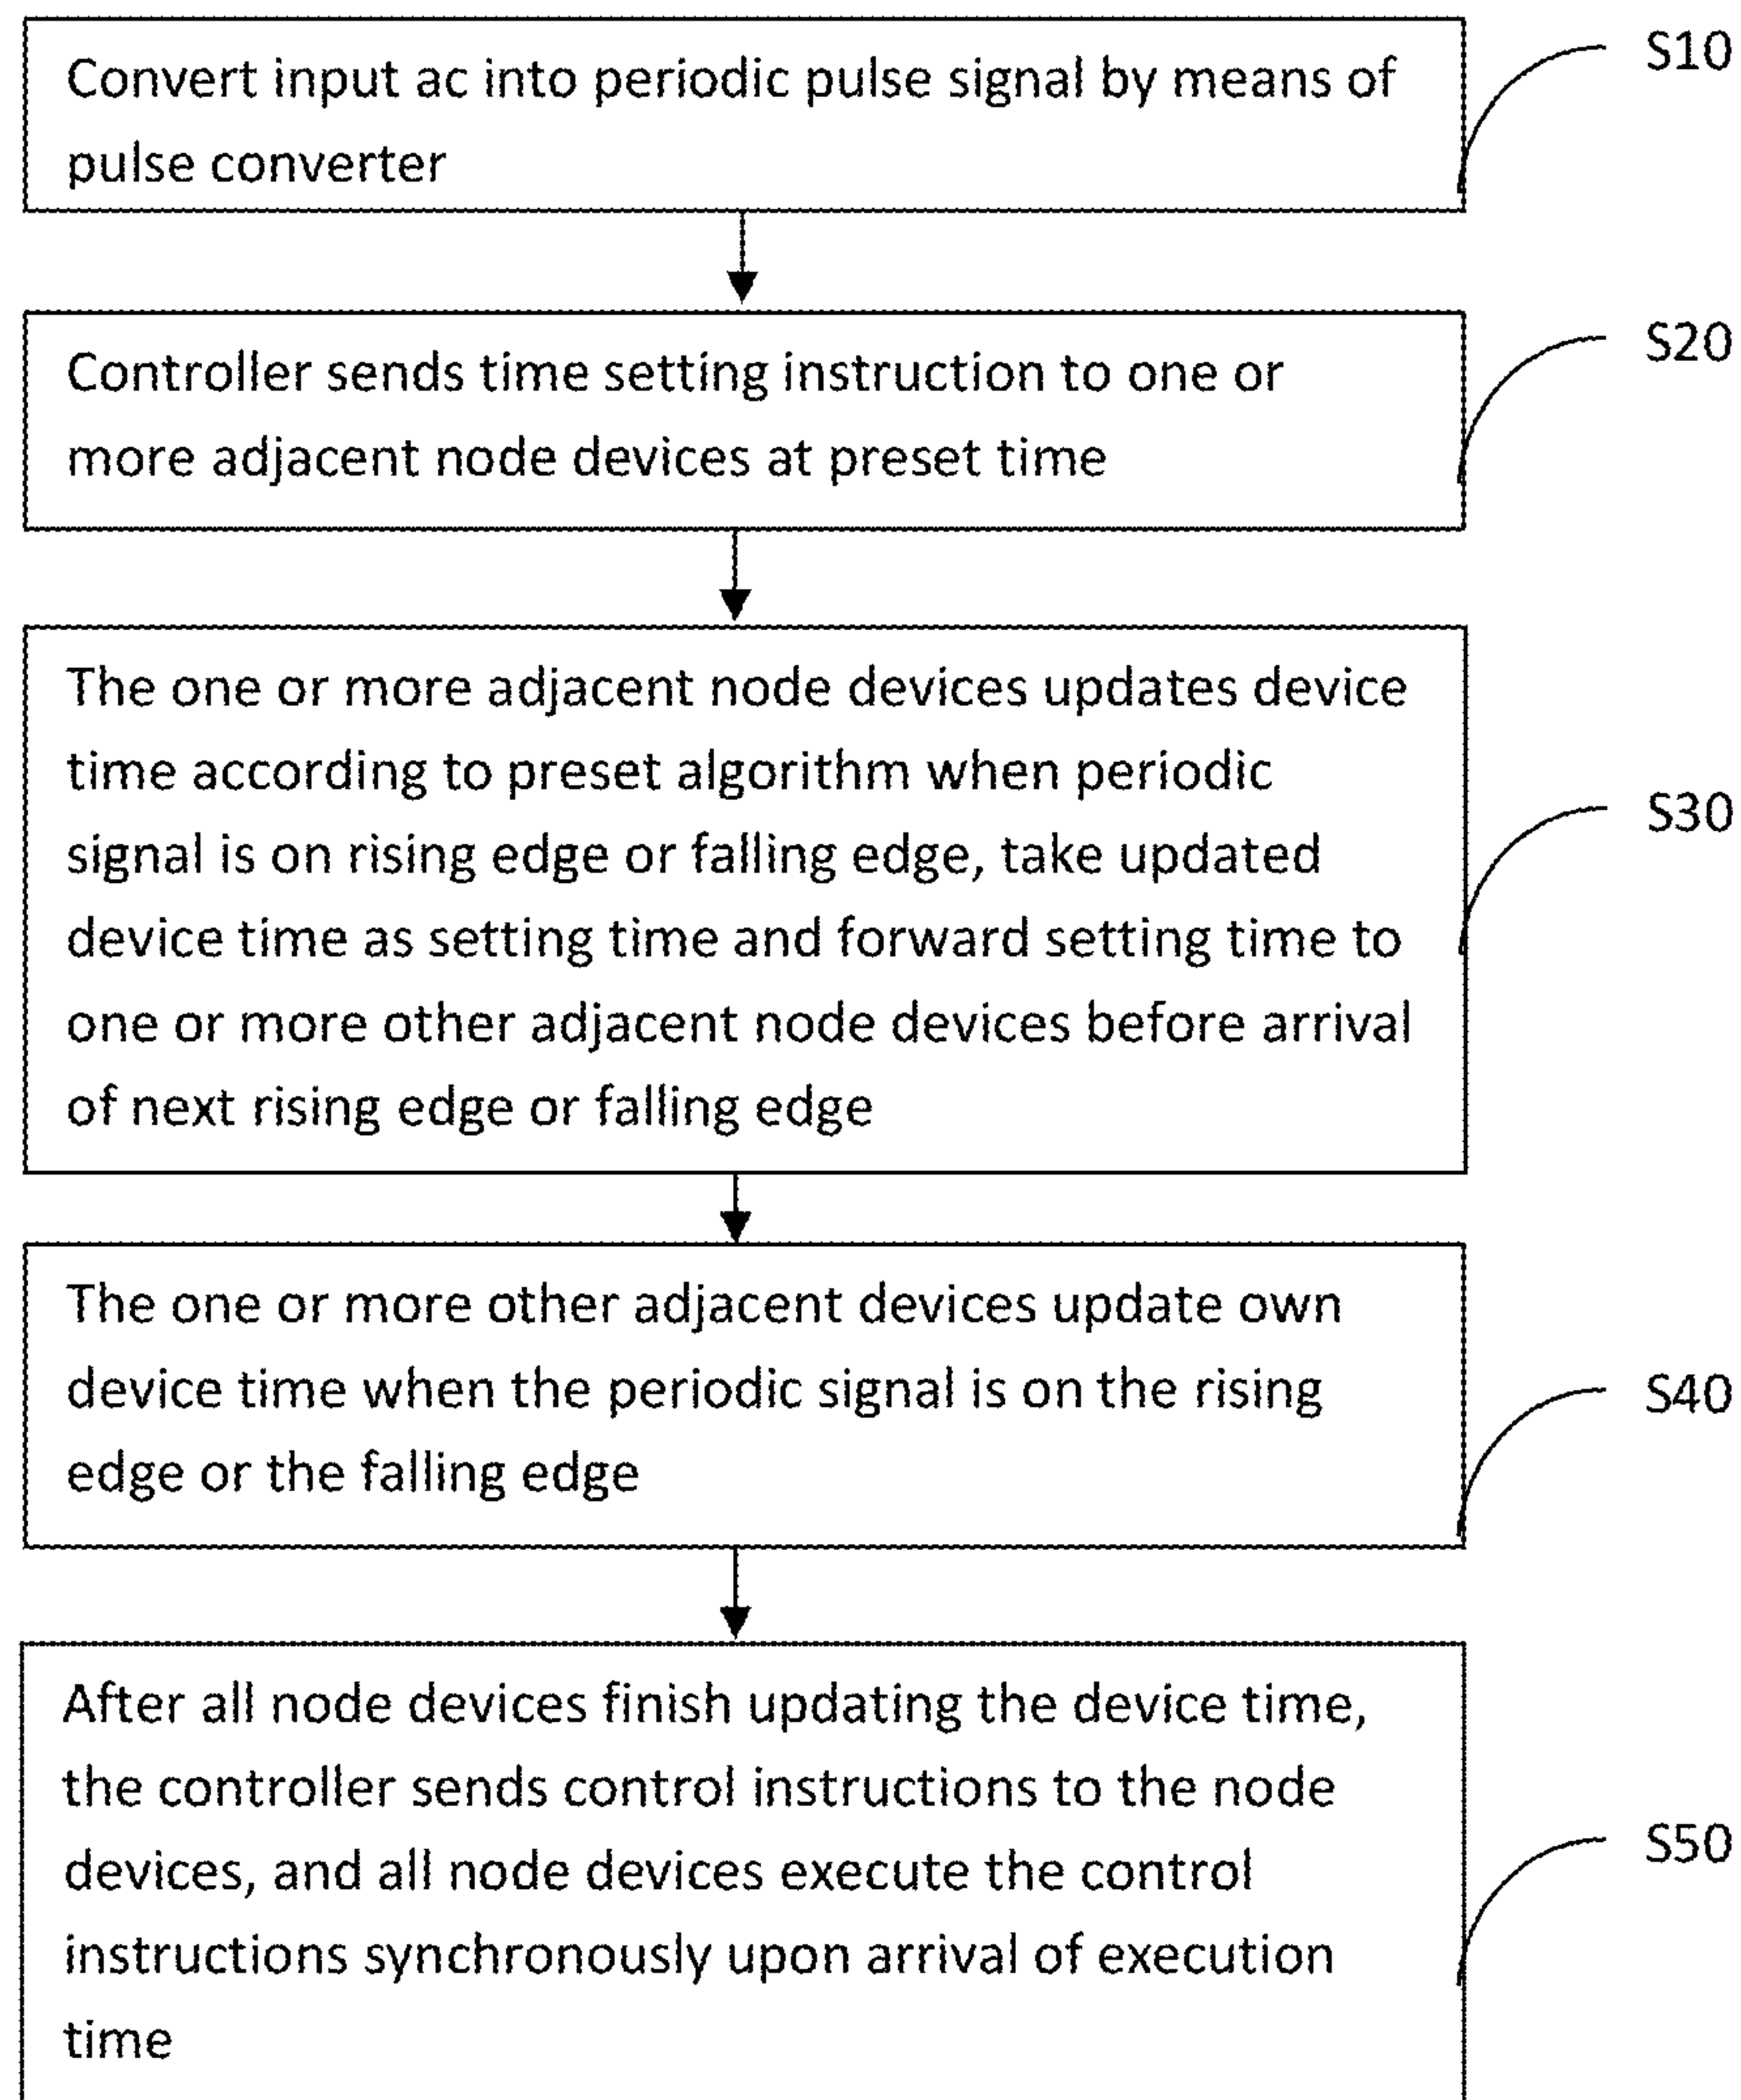 Convert input ac into periodic pulse signal by means of
pulse converter
S10
Controller sends time setting instruction to one or
more adjacent node devices at preset time
S20
The one or more adjacent node devices updates device
time according to preset algorithm when periodic
signal is on rising edge or falling edge, take updated
device time as setting time and forward setting time to
one or more other adjacent node devices before arrival
of next rising edge or falling edge
S30
The one or more other adjacent devices update own
device time when the periodic signal is on the rising
edge or the falling edge
S40
After all node devices finish updating the device time,
the controller sends control instructions to the node
devices, and all node devices execute the control
instructions synchronously upon arrival of execution
time
S50